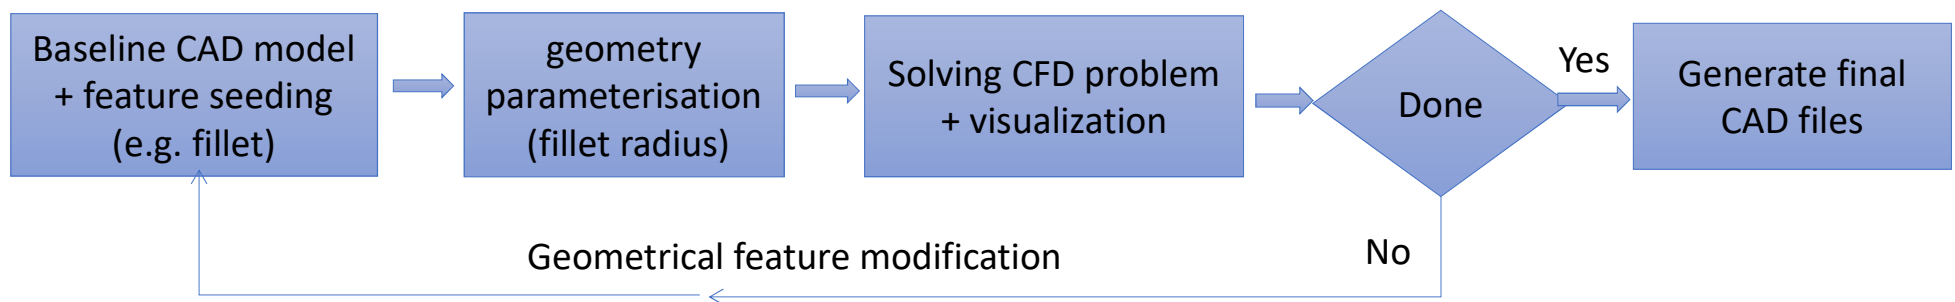 Baseline CAD model
+ feature seeding
(e.g. fillet)
geometry
parameterisation
(fillet radius)
Solving CFD problem
+ visualization
Done
Yes
Generate final
CAD files
No
Geometrical feature modification